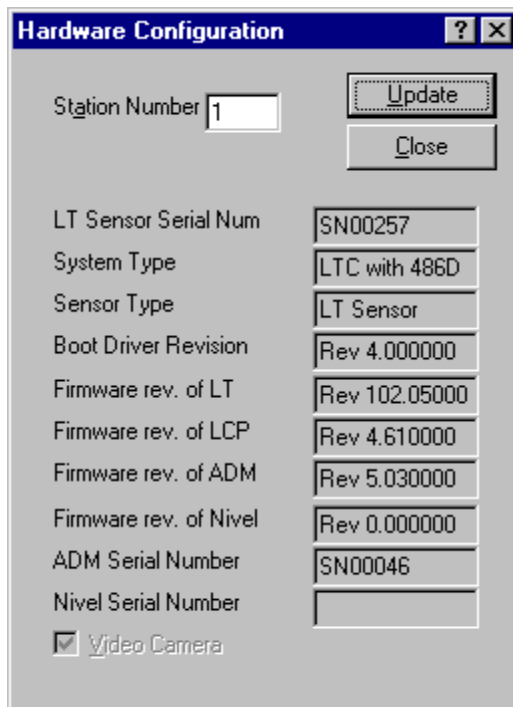 Hardware Configuration
Station Number 1
Update
Close
LT Sensor Serial Num SN00257
System Type LTC with 486D
Sensor Type LT Sensor
Boot Driver Revision Rev 4.000000
Firmware rev. of LT Rev 102.05000
Firmware rev. of LCP Rev 4.610000
Firmware rev. of ADM Rev 5.030000
Firmware rev. of Nivel Rev 0.000000
ADM Serial Number SN00046
Nivel Serial Number
Video Camera